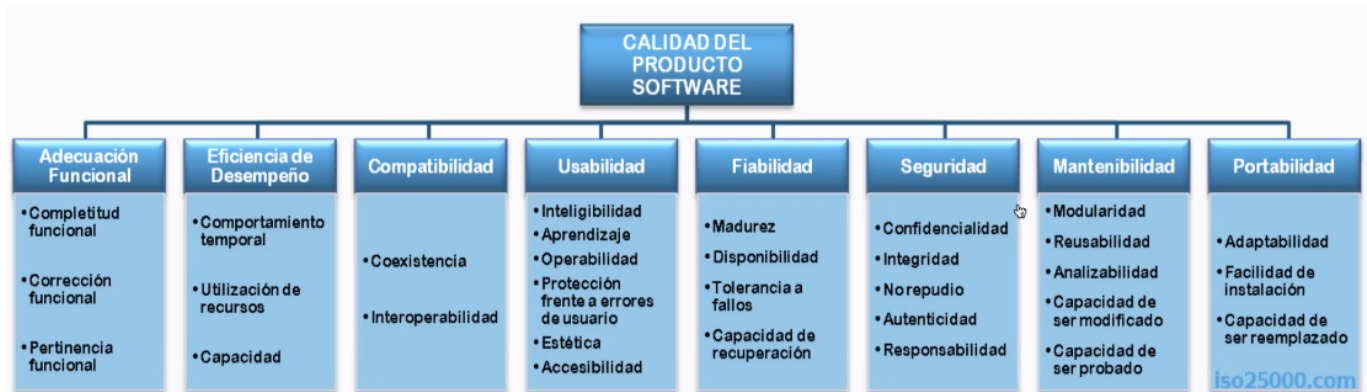 CALIDAD DEL
PRODUCTO
SOFTWARE
Adecuación
Funcional
• Completitud
funcional
• Corrección
funcional
• Pertinencia
funcional
Eficiencia de
Desempeño
• Comportamiento
temporal
• Utilización de
recursos
• Capacidad
Compatibilidad
• Coexistencia
• Interoperabilidad
Usabilidad
• Inteligibilidad
• Aprendizaje
• Operabilidad
• Protección
frente a errores
de usuario
• Estética
• Accesibilidad
Fiabilidad
• Madurez
• Disponibilidad
• Tolerancia a
fallos
• Capacidad de
recuperación
Seguridad
• Confidencialidad
• Integridad
• No repudio
• Autenticidad
• Responsabilidad
Mantenibilidad
• Modularidad
• Reusabilidad
• Analizabilidad
• Capacidad de
ser modificado
• Capacidad de
ser probado
Portabilidad
• Adaptabilidad
• Facilidad de
instalación
• Capacidad de
ser reemplazado
iso25000.com